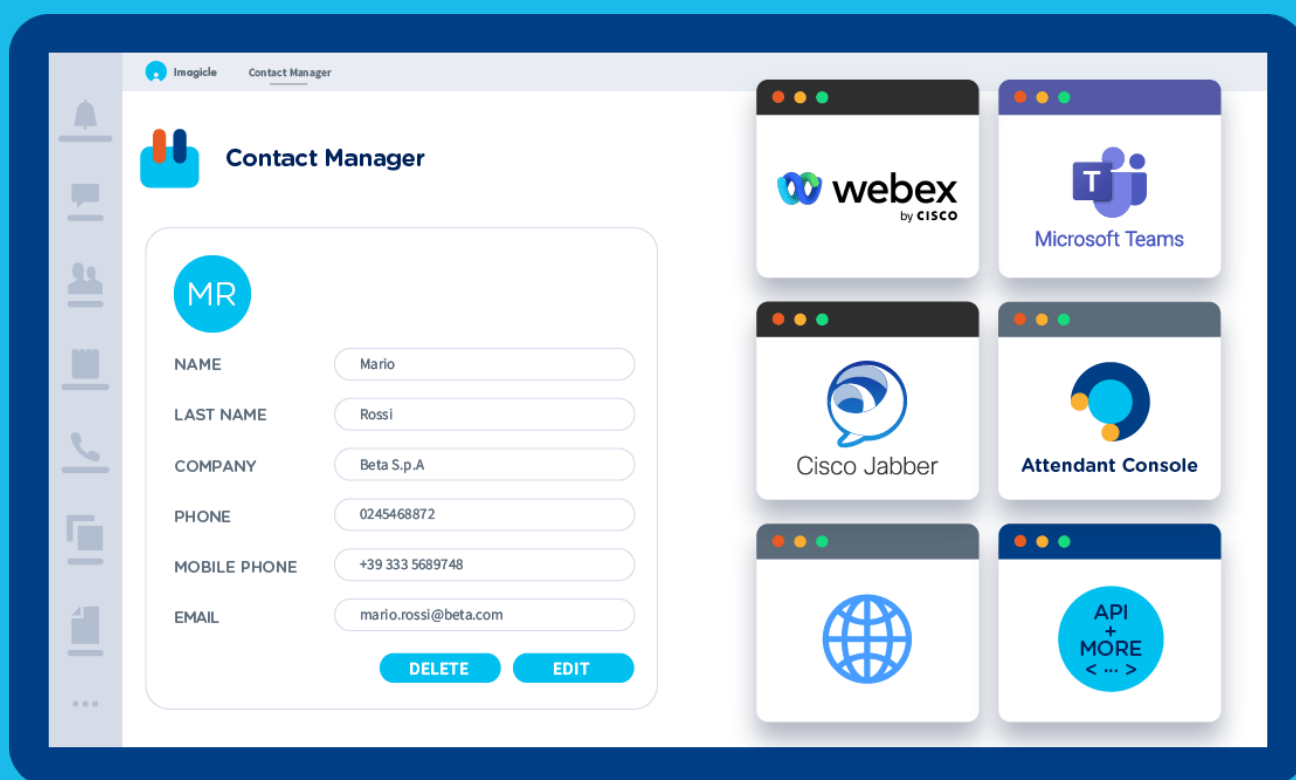 Imagicle Contact Manager
Contact Manager
MR
NAME Mario
LAST NAME Rossi
COMPANY Beta S.p.A
PHONE 0245468872
MOBILE PHONE +39 333 5689748
EMAIL mario.rossi@beta.com
DELETE EDIT
webex
by CISCO
T
Microsoft Teams
Cisco Jabber
Attendant Console
API
+
MORE
< ... >